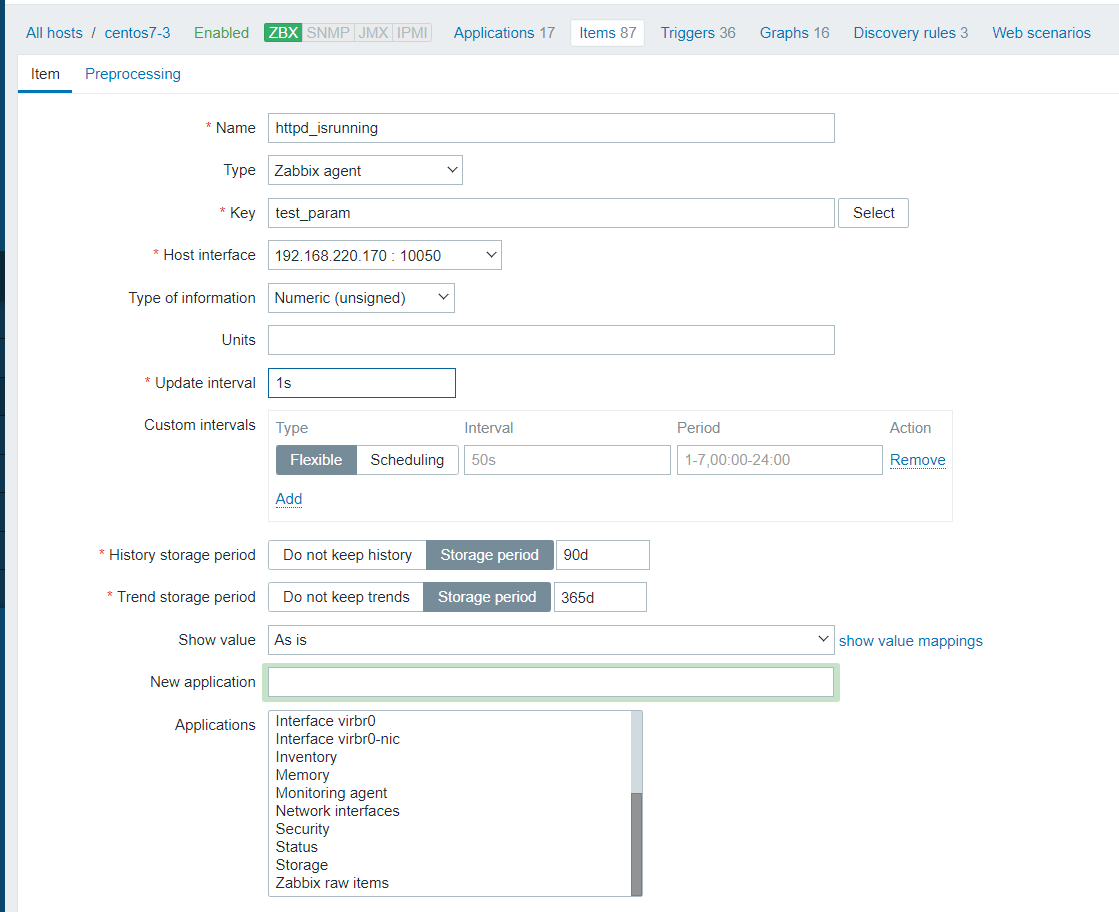 All hosts / centos7-3 Enabled ZBX SNMP JMX IPMI Applications 17 Items 87 Triggers 36 Graphs 16 Discovery rules 3 Web scenarios
Item Preprocessing
* Name httpd_isrunning
Type Zabbix agent
* Key test_param Select
* Host interface 192.168.220.170 : 10050
Type of information Numeric (unsigned)
Units
* Update interval 1s
Custom intervals Type Interval Period Action
Flexible Scheduling 50s 1-7,00:00-24:00 Remove
Add
* History storage period Do not keep history Storage period 90d
* Trend storage period Do not keep trends Storage period 365d
Show value As is show value mappings
New application
Applications Interface virbr0
Interface virbr0-nic
Inventory
Memory
Monitoring agent
Network interfaces
Security
Status
Storage
Zabbix raw items